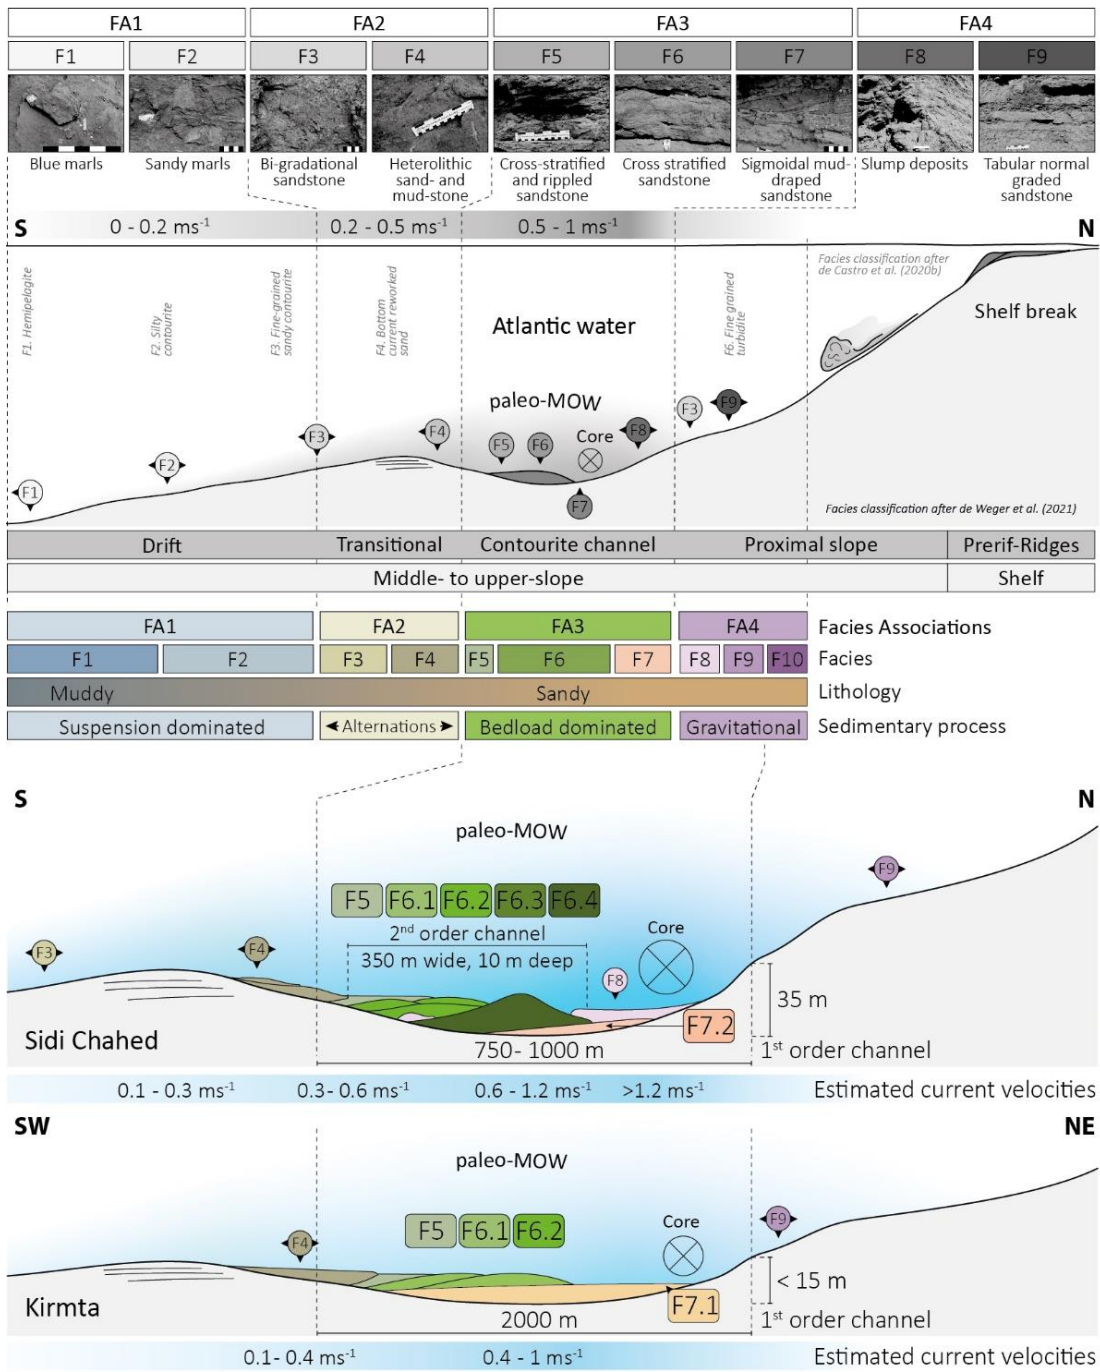 FA1 FA2 FA3 FA4
F1 F2 F3 F4 F5 F6 F7 F8 F9
Blue marls
Sandy marls
Bi-gradational
sandstone
Heterolithic
sand- and
mud-stone
Cross-stratified
and rippled
sandstone
Cross stratified
sandstone
Sigmoidal mud-
draped
sandstone
Slump deposits
Tabular normal
graded
sandstone
S 0 - 0.2 ms-1 0.2 - 0.5 ms-1 0.5 - 1 ms-1 N
F1. Hemipelagite
F2. Silty
contourite
F3. Fine-grained
sandy contourite
F4. Bottom
current reworked
sand
F6. Fine grained
turbidite
Facies classification after
de Castro et al. (2020b)
Atlantic water
Shelf break
paleo-MOW
F1
F2
F3
F4
F5
F6
Core
F8
F3
F9
F7
Facies classification after de Weger et al. (2021)
Drift Transitional Contourite channel Proximal slope Prerif-Ridges
Middle- to upper-slope Shelf
FA1 FA2 FA3 FA4 Facies Associations
F1 F2 F3 F4 F5 F6 F7 F8 F9 F10 Facies
Muddy Sandy Lithology
Suspension dominated Alternations Bedload dominated Gravitational Sedimentary process
S N
paleo-MOW
F5 F6.1 F6.2 F6.3 F6.4
2nd order channel
350 m wide, 10 m deep
F3
F4
F8
Core
F9
F7.2
35 m
1st order channel
750- 1000 m
Sidi Chahed
0.1 - 0.3 ms-1 0.3- 0.6 ms-1 0.6 - 1.2 ms-1 >1.2 ms-1 Estimated current velocities
SW NE
paleo-MOW
F5 F6.1 F6.2
F4
Core
F9
F7.1
< 15 m
1st order channel
2000 m
Kirmta
0.1- 0.4 ms-1 0.4 - 1 ms-1 Estimated current velocities